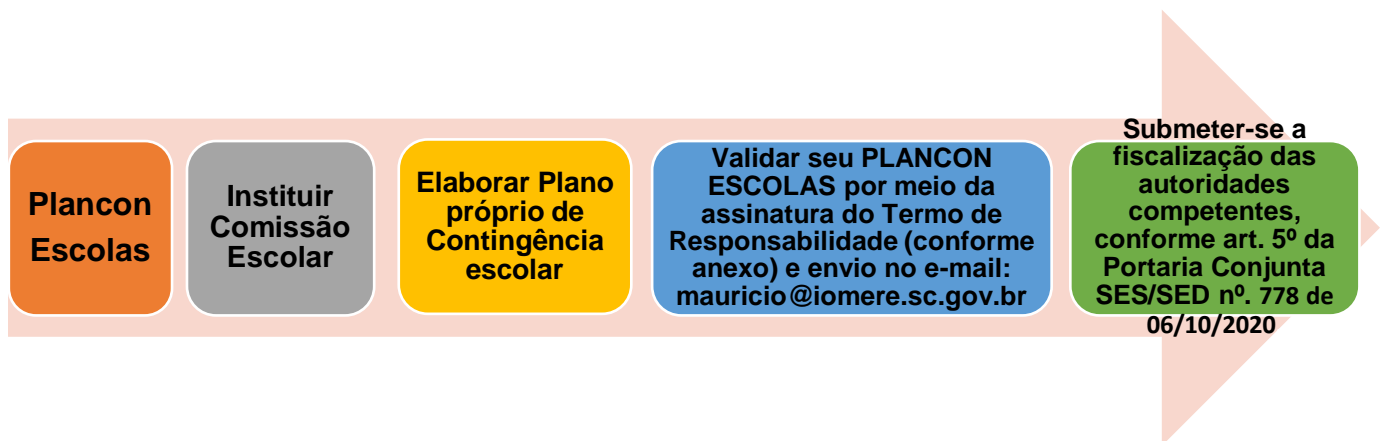 Plancon
Escolas
Instituir
Comissão
Escolar
Elaborar Plano
próprio de
Contingência
escolar
Validar seu PLANCON
ESCOLAS por meio da
assinatura do Termo de
Responsabilidade (conforme
anexo) e envio no e-mail:
mauricio@iomere.sc.gov.br
Submeter-se a
fiscalização das
autoridades
competentes,
conforme art. 5º da
Portaria Conjunta
SES/SED nº. 778 de
06/10/2020